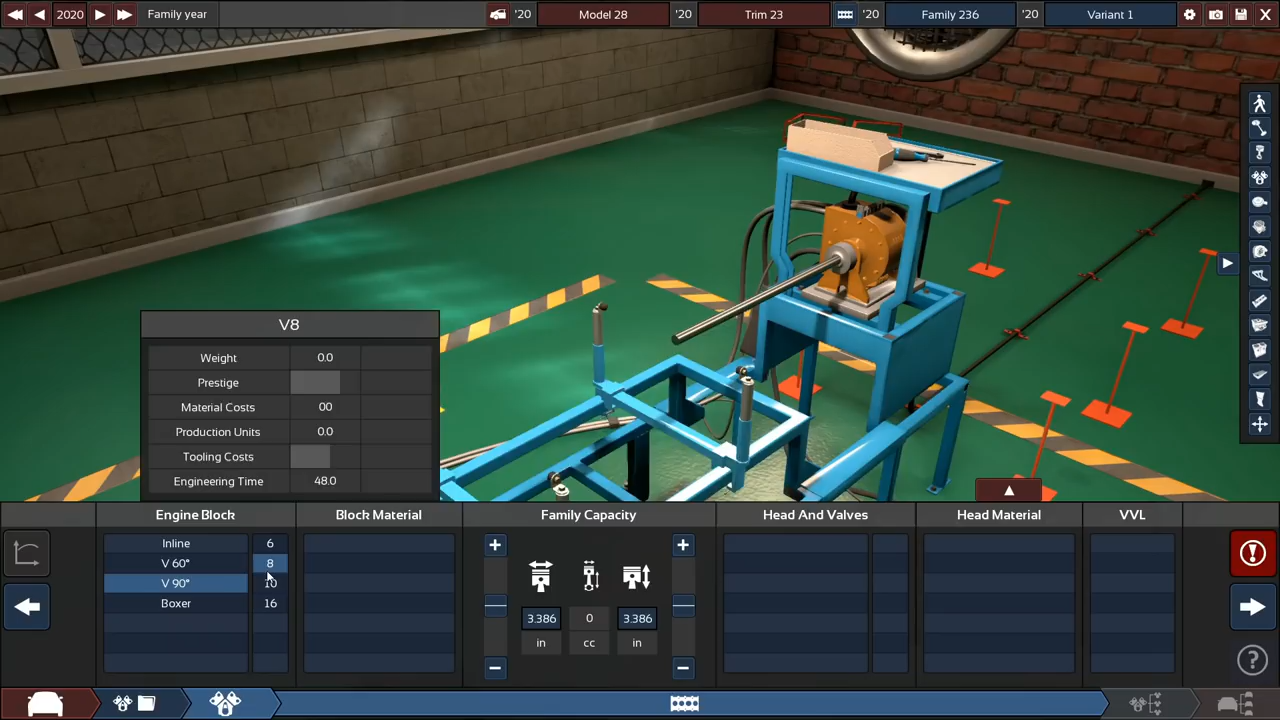 2020 Family year '20 Model 28 '20 Trim 23 '20 Family 236 '20 Variant 1
V8
Weight 0.0
Prestige
Material Costs 00
Production Units 0.0
Tooling Costs
Engineering Time 48.0
Engine Block Block Material Family Capacity Head And Valves Head Material VVL
Inline 6
V 60° 8
V 90° 10
Boxer 16
+ +
3.386 0 3.386
in cc in
− −
?